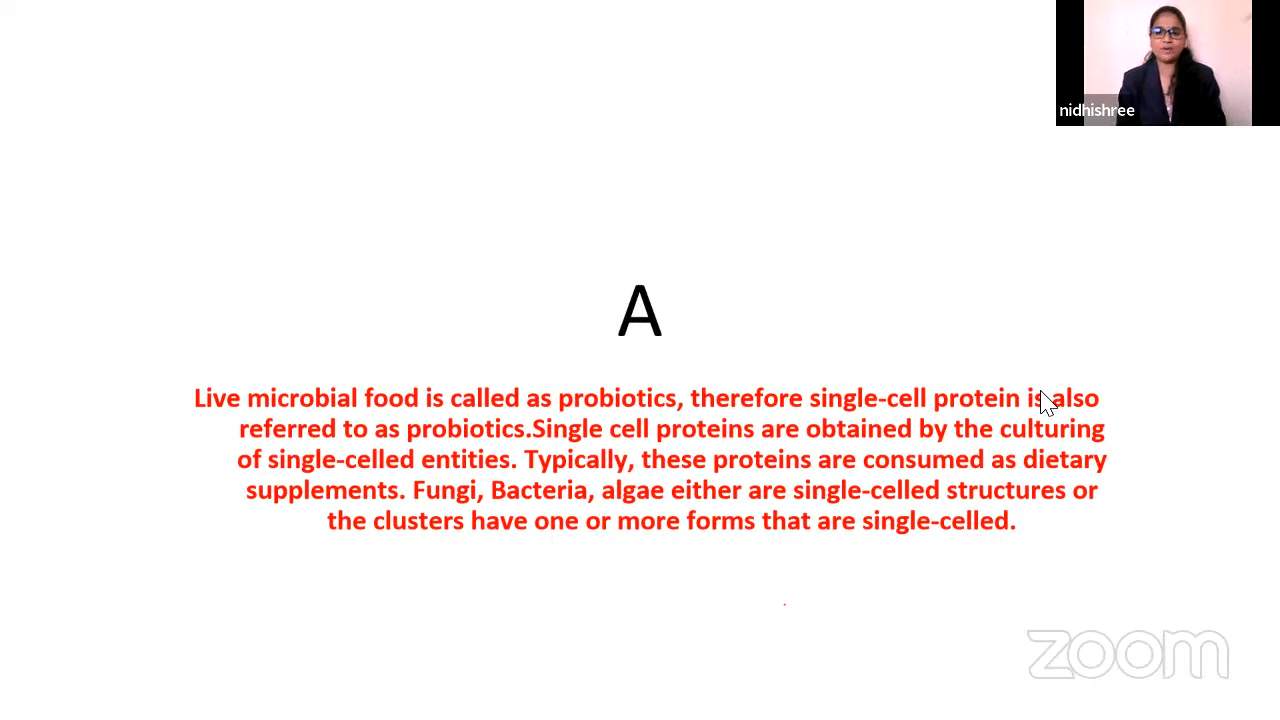 nidhishree
A
Live microbial food is called as probiotics, therefore single-cell protein is also
referred to as probiotics.Single cell proteins are obtained by the culturing
of single-celled entities. Typically, these proteins are consumed as dietary
supplements. Fungi, Bacteria, algae either are single-celled structures or
the clusters have one or more forms that are single-celled.
zoom